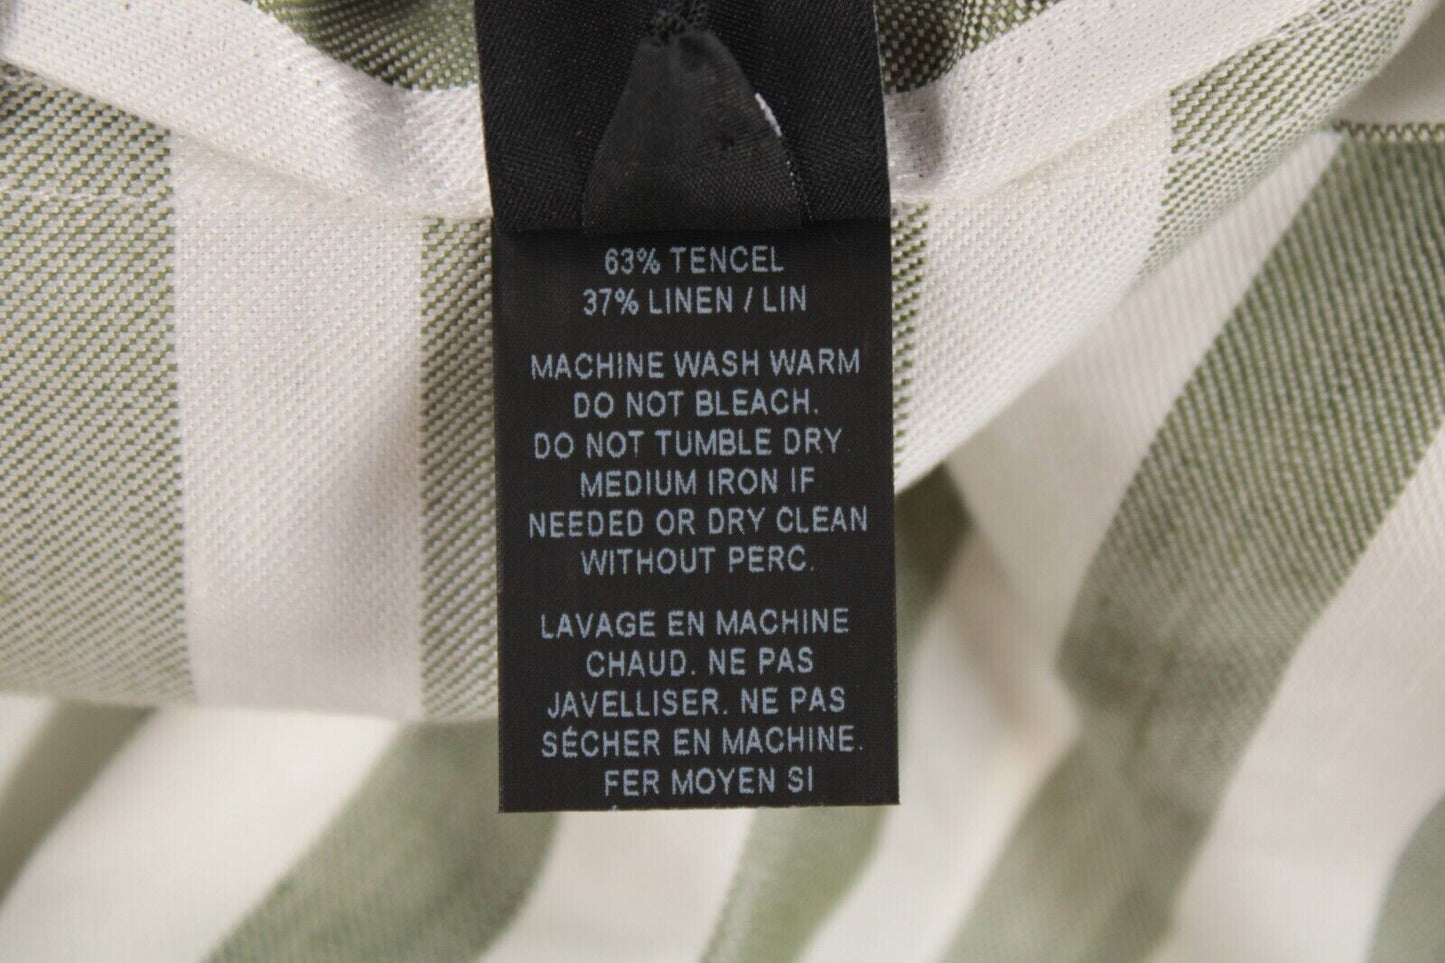 63% TENCEL
37% LINEN / LIN
MACHINE WASH WARM
DO NOT BLEACH.
DO NOT TUMBLE DRY
MEDIUM IRON IF
NEEDED OR DRY CLEAN
WITHOUT PERC.
LAVAGE EN MACHINE
CHAUD. NE PAS
JAVELLISER. NE PAS
SÉCHER EN MACHINE.
FER MOYEN SI